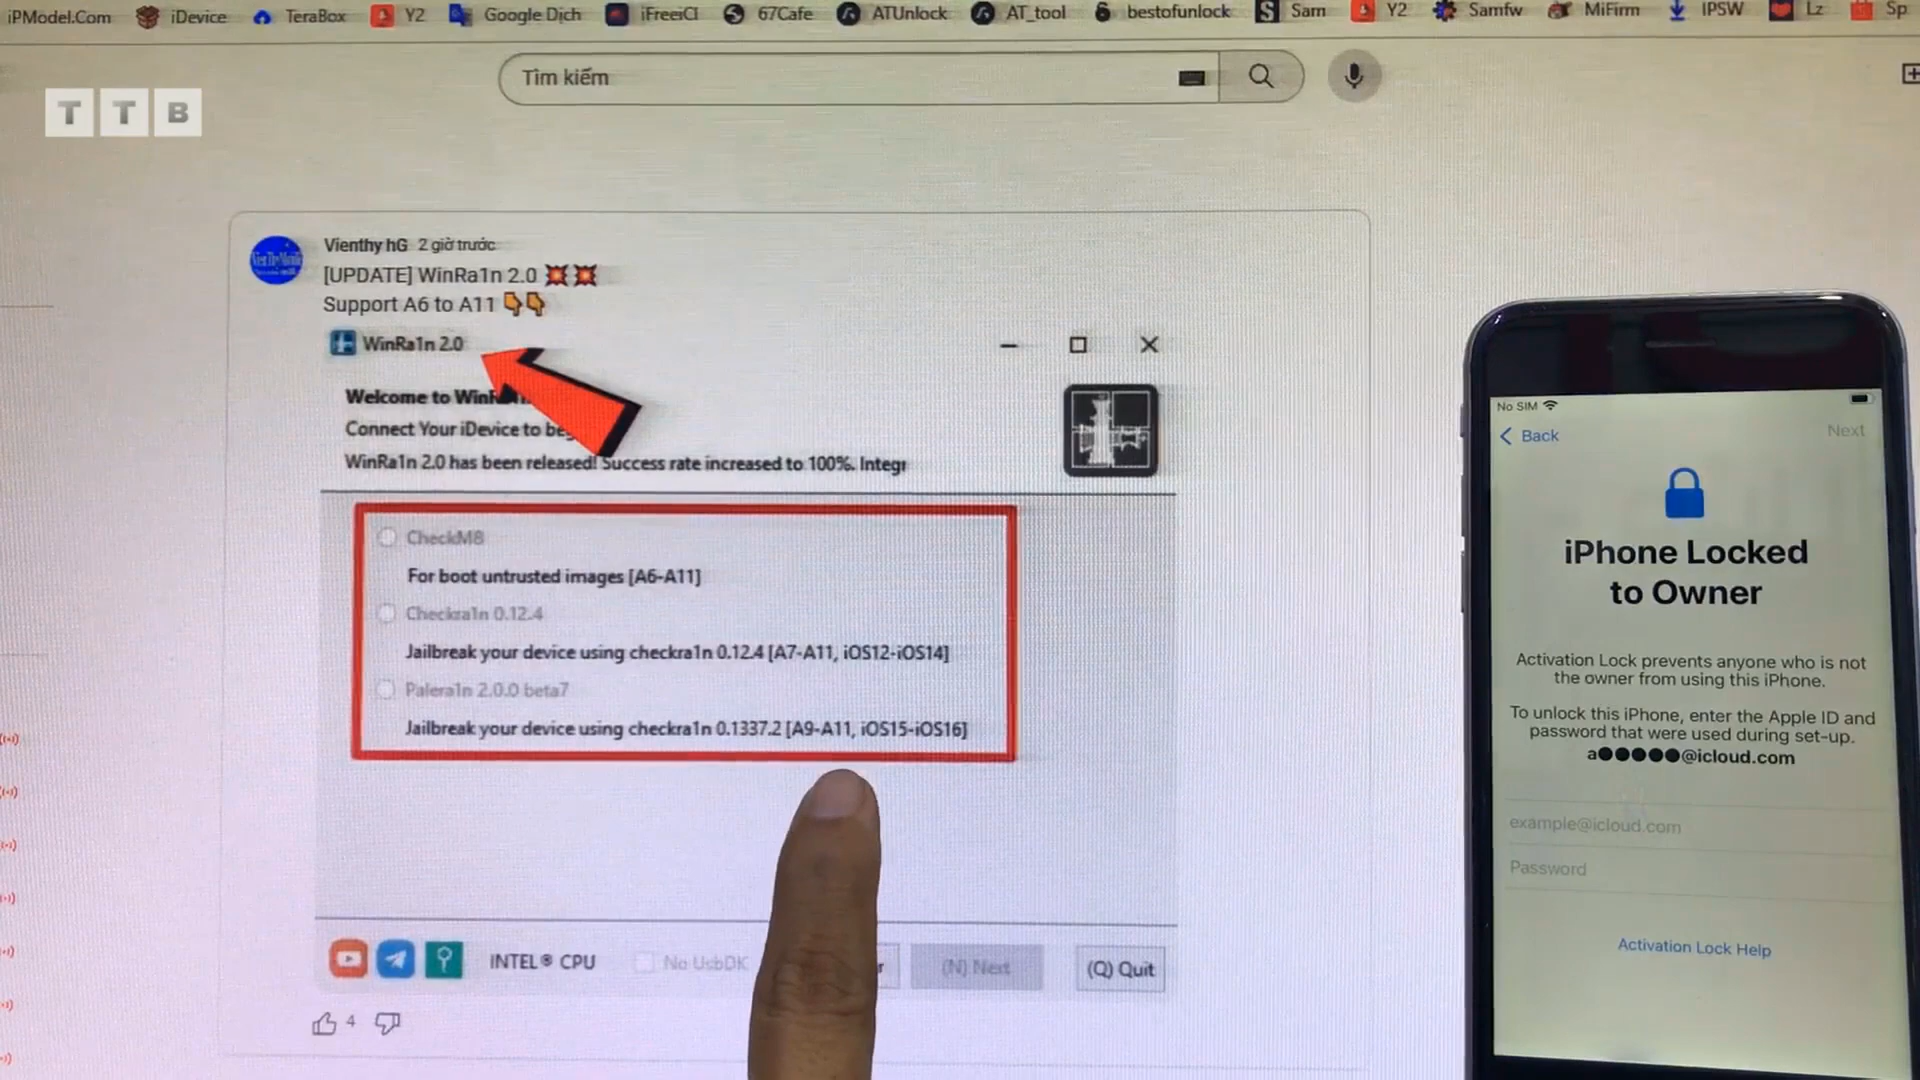 iPModel.Com iDevice TeraBox Y2 Google Dịch iFreeiCl 67Cafe ATUnlock AT_tool bestofunlock Sam Y2 Samfw MiFirm IPSW Lz Sp
Tìm kiếm
T T B
Vienthy hG 2 giờ trước
[UPDATE] WinRa1n 2.0 💥💥
Support A6 to A11 👇👇
WinRa1n 2.0
Welcome to
Connect Your iDevice to
WinRa1n 2.0 has been released! Success rate increased to 100%. Integr
CheckM8
For boot untrusted images [A6-A11]
Checkra1n 0.12.4
Jailbreak your device using checkra1n 0.12.4 [A7-A11, iOS12-iOS14]
Palera1n 2.0.0 beta7
Jailbreak your device using checkra1n 0.1337.2 [A9-A11, iOS15-iOS16]
INTEL® CPU No UsbDK (N) Next (Q) Quit
4
No SIM
Back Next
iPhone Locked
to Owner
Activation Lock prevents anyone who is not
the owner from using this iPhone.
To unlock this iPhone, enter the Apple ID and
password that were used during set-up.
a●●●●●@icloud.com
example@icloud.com
Password
Activation Lock Help